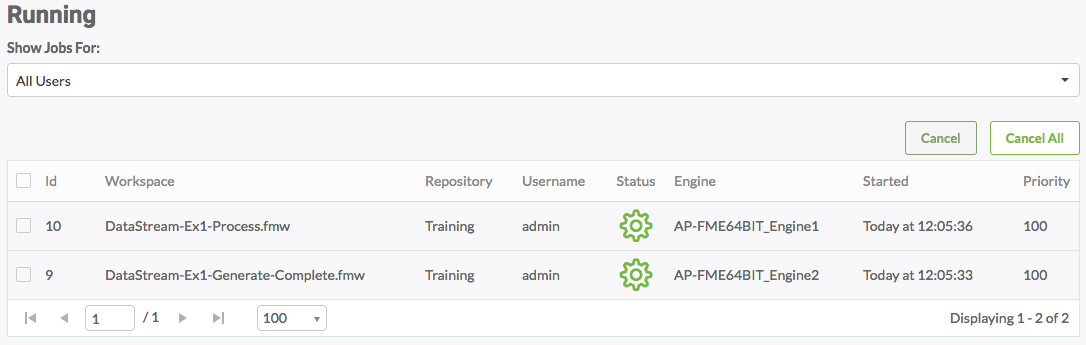 Running
Show Jobs For:
All Users
Cancel Cancel All
Id Workspace Repository Username Status Engine Started Priority
10 DataStream-Ex1-Process.fmw Training admin AP-FME64BIT_Engine1 Today at 12:05:36 100
9 DataStream-Ex1-Generate-Complete.fmw Training admin AP-FME64BIT_Engine2 Today at 12:05:33 100
1 / 1 100 Displaying 1 - 2 of 2